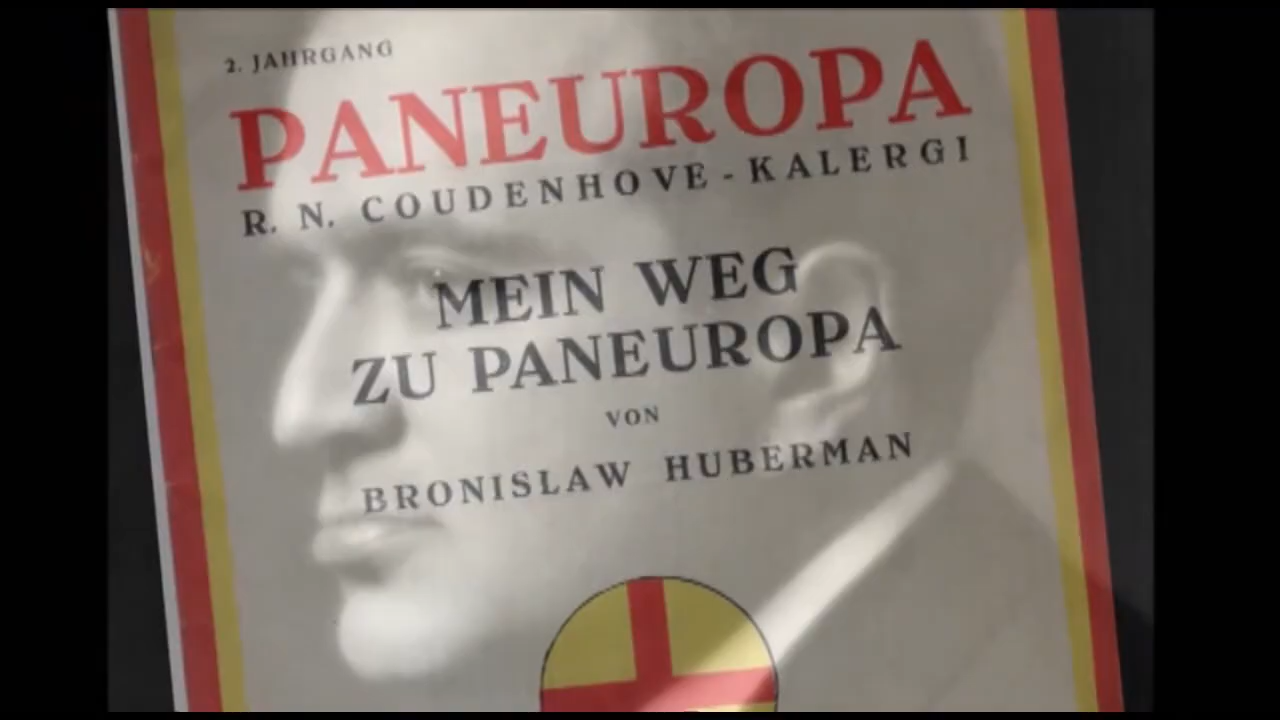 2. JAHRGANG
PANEUROPA
R. N. COUDENHOVE-KALERGI
MEIN WEG
ZU PANEUROPA
VON
BRONISLAW HUBERMAN